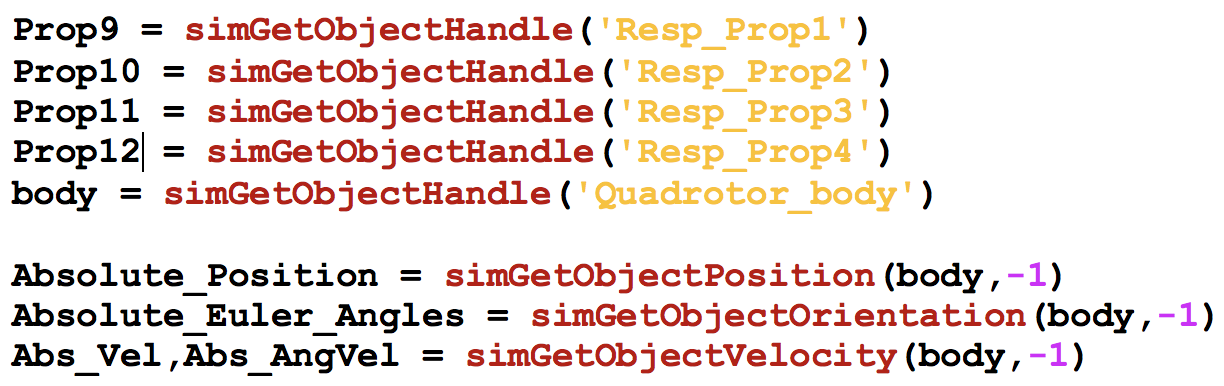 Prop9 = simGetObjectHandle('Resp_Prop1')
Prop10 = simGetObjectHandle('Resp_Prop2')
Prop11 = simGetObjectHandle('Resp_Prop3')
Prop12 = simGetObjectHandle('Resp_Prop4')
body = simGetObjectHandle('Quadrotor_body')
Absolute_Position = simGetObjectPosition(body,-1)
Absolute_Euler_Angles = simGetObjectOrientation(body,-1)
Abs_Vel,Abs_AngVel = simGetObjectVelocity(body,-1)